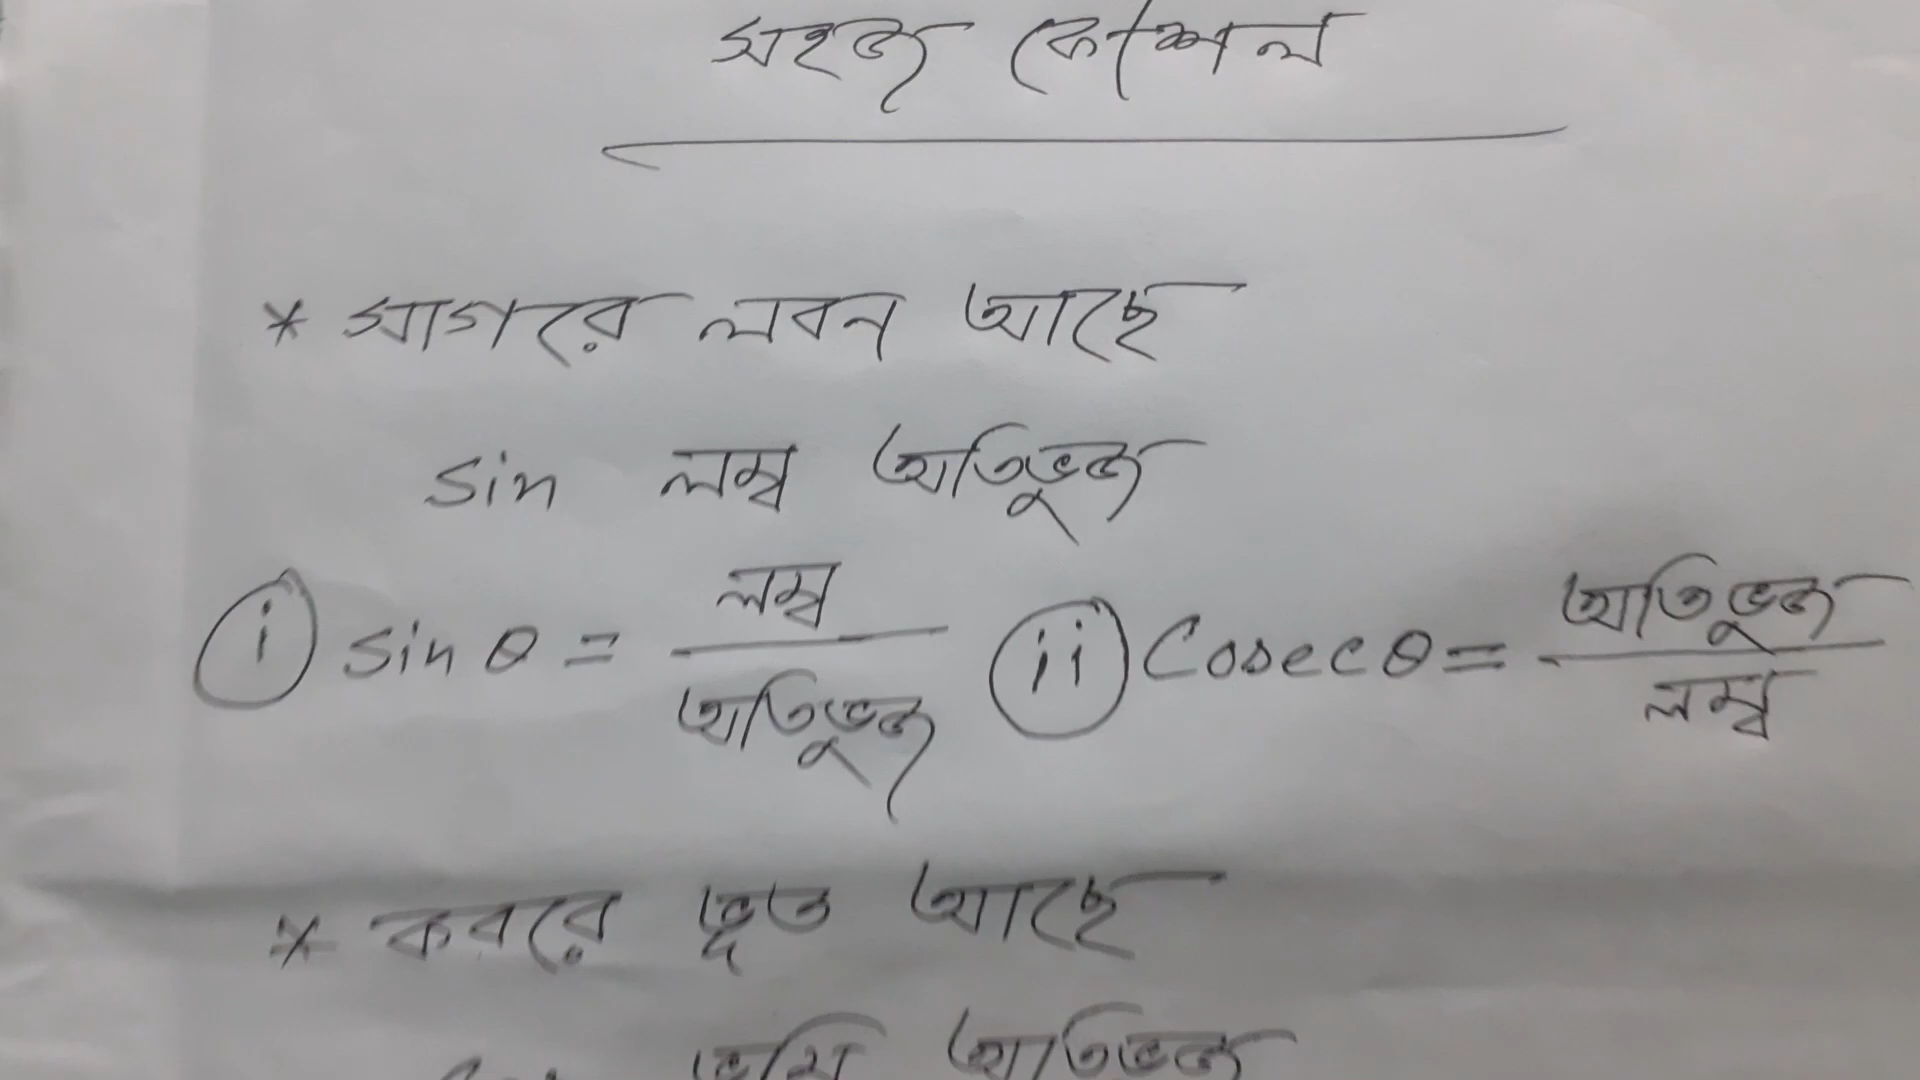 সহজ কৌশল
* সাগরে লবন আছে
sin লম্ব অতিভুজ
(i) sin θ = লম্ব / অতিভুজ (ii) Cosec θ = অতিভুজ / লম্ব
* কবরে ভূত আছে
ভূমি অতিভুজ